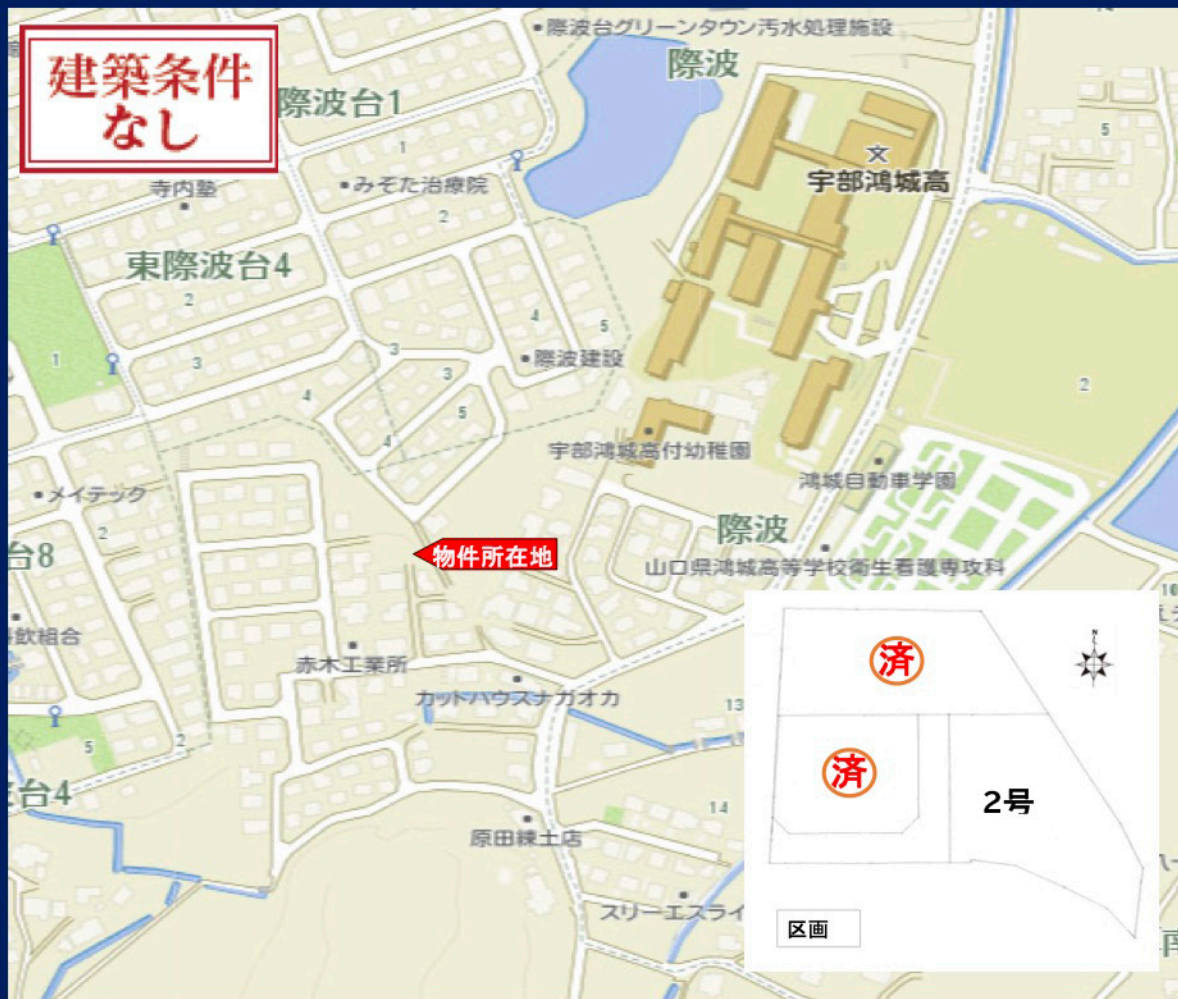 建築条件
なし
際波台グリーンタウン汚水処理施設
際波
際波台1
5
1
宇部鴻城高
寺内塾
みぞた治療院
2
東際波台4
2
4
5
1
3
3
際波建設
3
2
4
5
4
宇部鴻城高付幼稚園
鴻城自動車学園
メイテック
2
際波
台8
物件所在地
山口県鴻城高等学校衛生看護専攻科
10
飲組合
赤木工業所
カットハウスナガオカ
済
N
13
5
2
済
台4
2号
14
原田練土店
スリーエスライ
区画